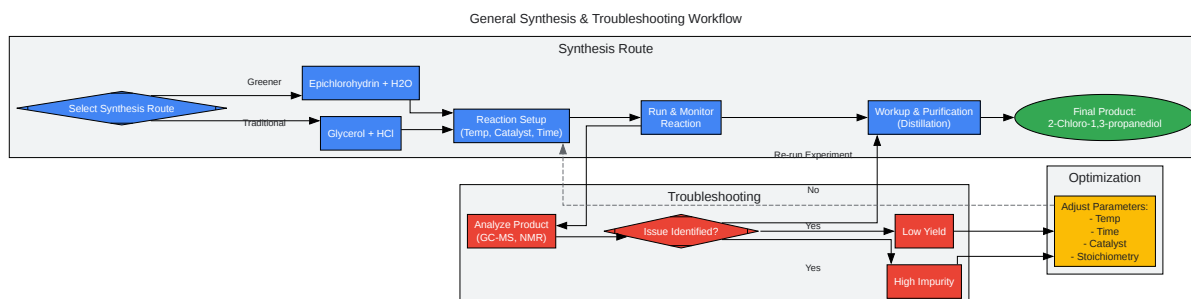 General Synthesis & Troubleshooting Workflow
Synthesis Route
Select Synthesis Route
Greener
Traditional
Epichlorohydrin + H2O
Glycerol + HCl
Reaction Setup
(Temp, Catalyst, Time)
Run & Monitor
Reaction
Workup & Purification
(Distillation)
Final Product:
2-Chloro-1,3-propanediol
Re-run Experiment
Troubleshooting
Analyze Product
(GC-MS, NMR)
Issue Identified?
No
Yes
Yes
Low Yield
High Impurity
Optimization
Adjust Parameters:
- Temp
- Time
- Catalyst
- Stoichiometry